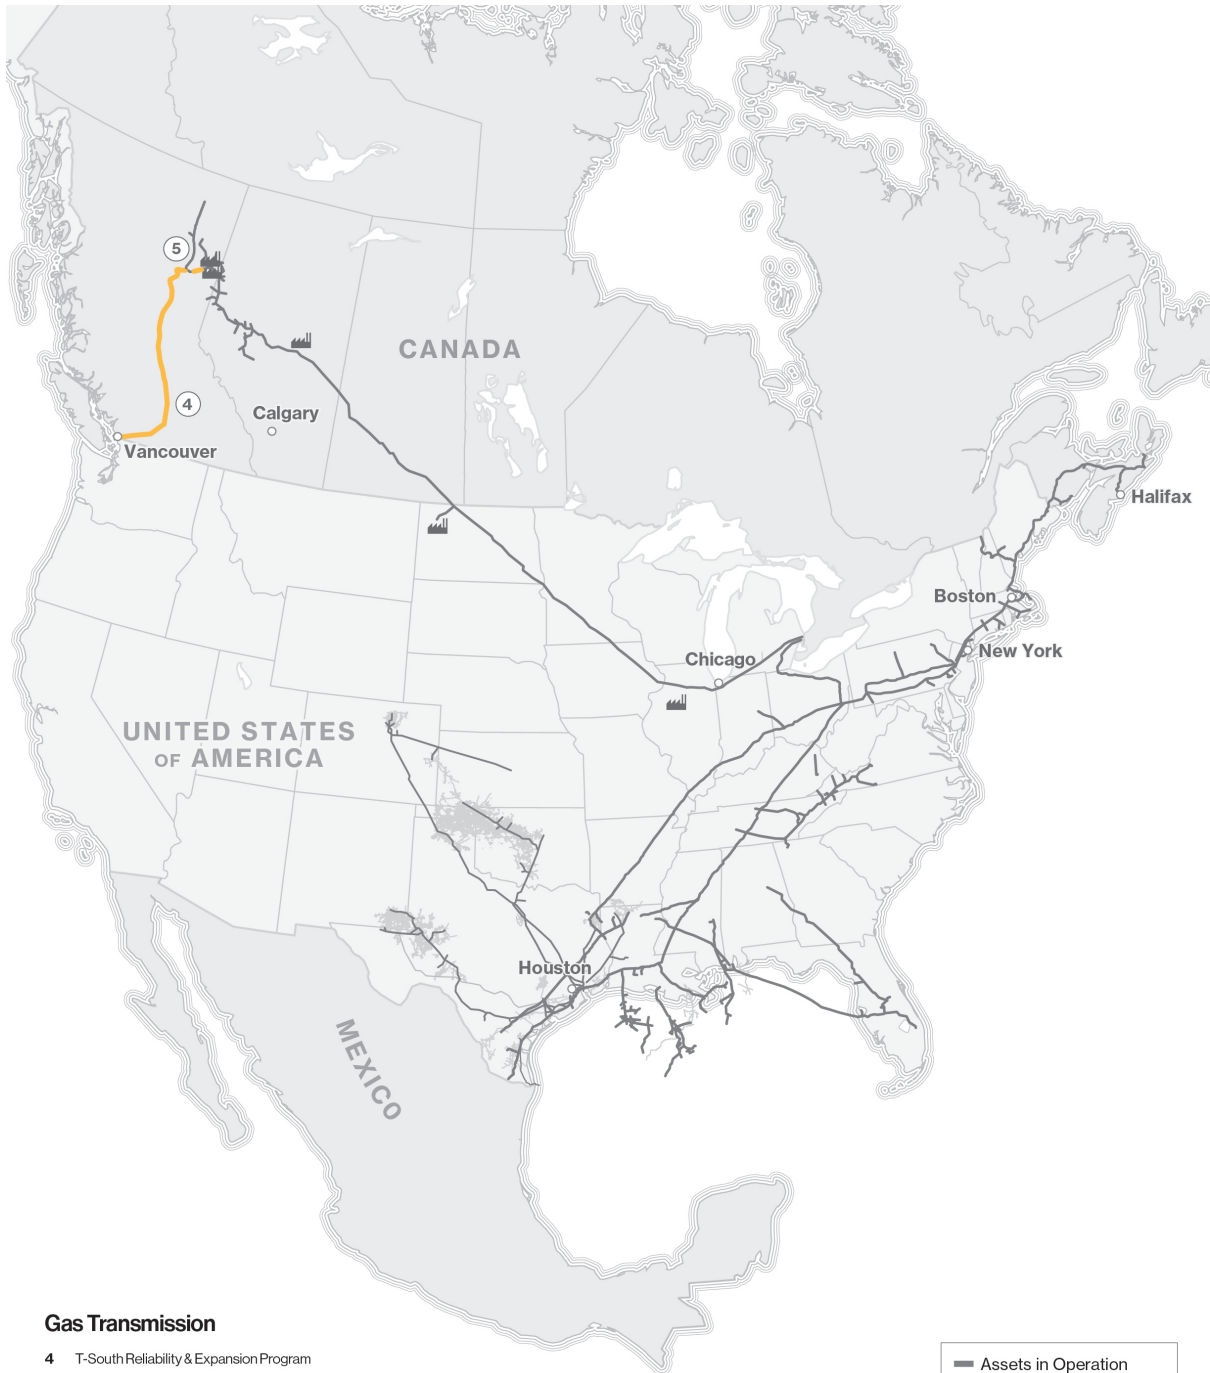 5
CANADA
4
Calgary
Vancouver
Halifax
Boston
New York
Chicago
UNITED STATES
OF AMERICA
Houston
MEXICO
Gas Transmission
4 T-South Reliability & Expansion Program
Assets in Operation